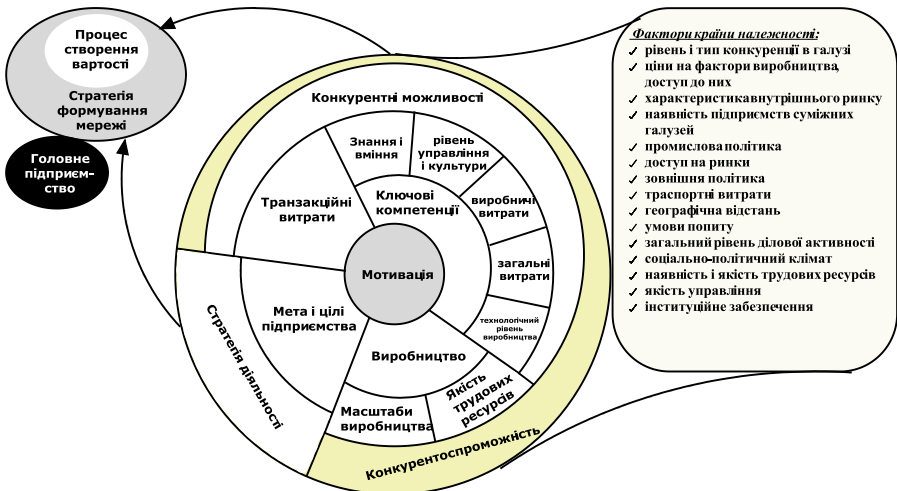 Процес
створення
вартості
Стратегія
формування
мережі
Головне
підприєм-
ство
Конкурентні можливості
Знання і
вміння
рівень
управління
і культури
Транзакційні
витрати
Ключові
компетенції
виробничі
витрати
загальні
витрати
технологічний
рівень
виробництва
Мотивація
Мета і цілі
підприємства
Виробництво
Стратегія діяльності
Масштаби
виробництва
Якість
трудових
ресурсів
Конкурентоспроможність
Фактори країни належності:
✓ рівень і тип конкуренції в галузі
✓ ціни на фактори виробництва,
доступ до них
✓ характеристика внутрішнього ринку
✓ наявність підприємств суміжних
галузей
✓ промислова політика
✓ доступ на ринки
✓ зовнішня політика
✓ траспортні витрати
✓ географічна відстань
✓ умови попиту
✓ загальний рівень ділової активності
✓ соціально-політичний клімат
✓ наявність і якість трудових ресурсів
✓ якість управління
✓ інституційне забезпечення